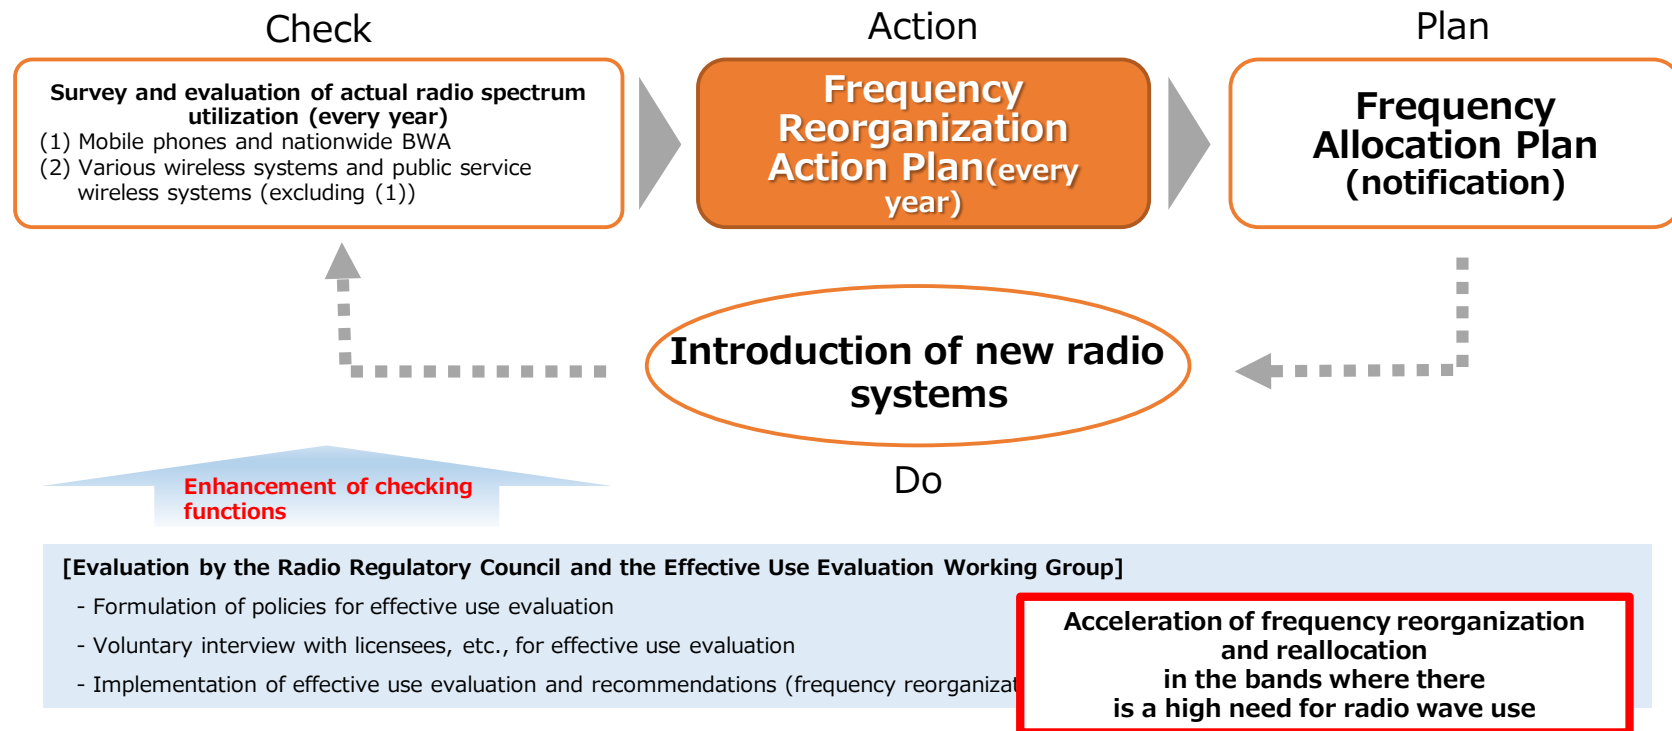 Check
Action
Plan
Survey and evaluation of actual radio spectrum
utilization (every year)
(1) Mobile phones and nationwide BWA
(2) Various wireless systems and public service
wireless systems (excluding (1))
Frequency
Reorganization
Action Plan(every
year)
Frequency
Allocation Plan
(notification)
Introduction of new radio
systems
Do
Enhancement of checking
functions
[Evaluation by the Radio Regulatory Council and the Effective Use Evaluation Working Group]
- Formulation of policies for effective use evaluation
- Voluntary interview with licensees, etc., for effective use evaluation
- Implementation of effective use evaluation and recommendations (frequency
Acceleration of frequency reorganization
and reallocation
in the bands where there
is a high need for radio wave use